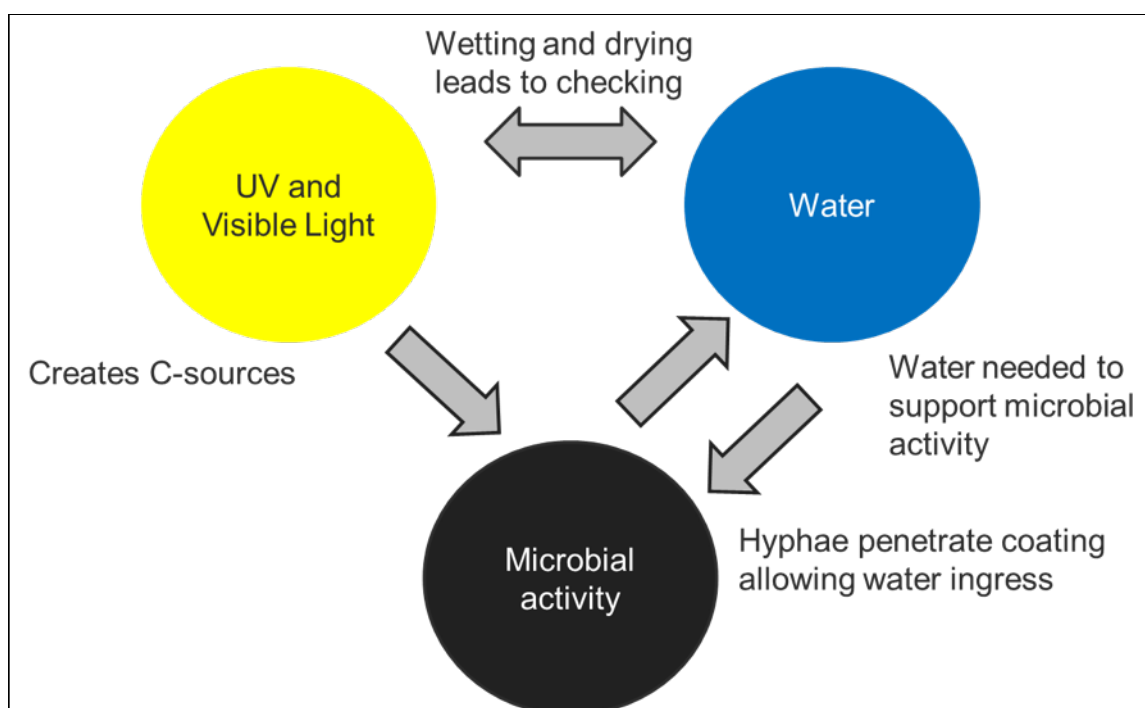 Wetting and drying
leads to checking
UV and
Visible Light
Water
Creates C-sources
Water needed to
support microbial
activity
Microbial
activity
Hyphae penetrate coating
allowing water ingress